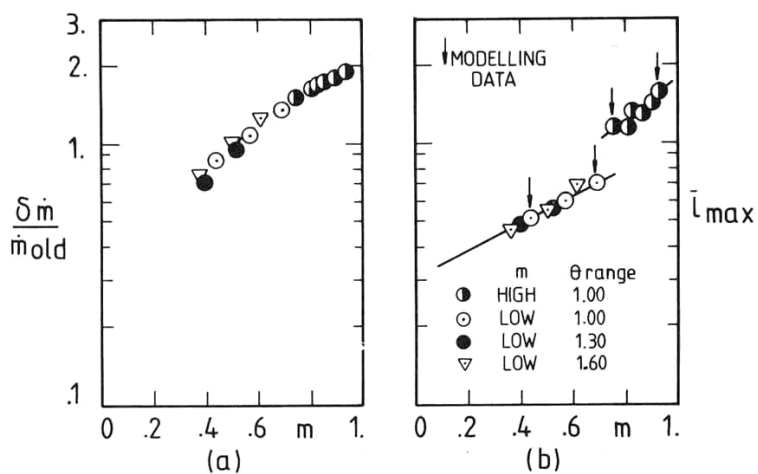 3.
2.
1.
.1
δṁ
ṁold
0 .2 .4 .6 m 1.
(a)
MODELLING
DATA
l̄max
m θ range
HIGH 1.00
LOW 1.00
LOW 1.30
LOW 1.60
0 .2 .4 .6 m 1.
(b)